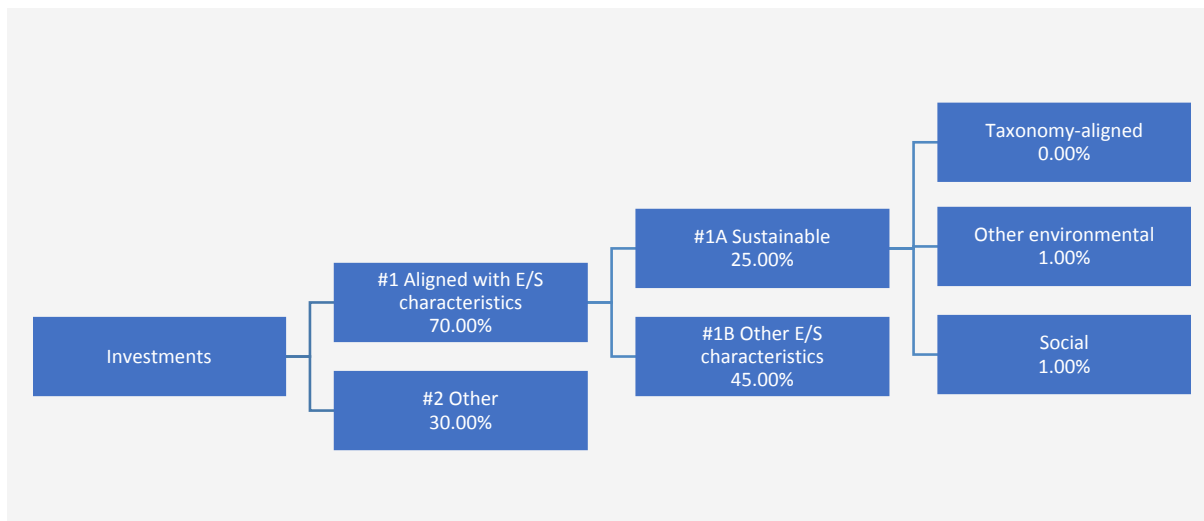 Investments
#1 Aligned with E/S
characteristics
70.00%
#2 Other
30.00%
#1A Sustainable
25.00%
#1B Other E/S
characteristics
45.00%
Taxonomy-aligned
0.00%
Other environmental
1.00%
Social
1.00%